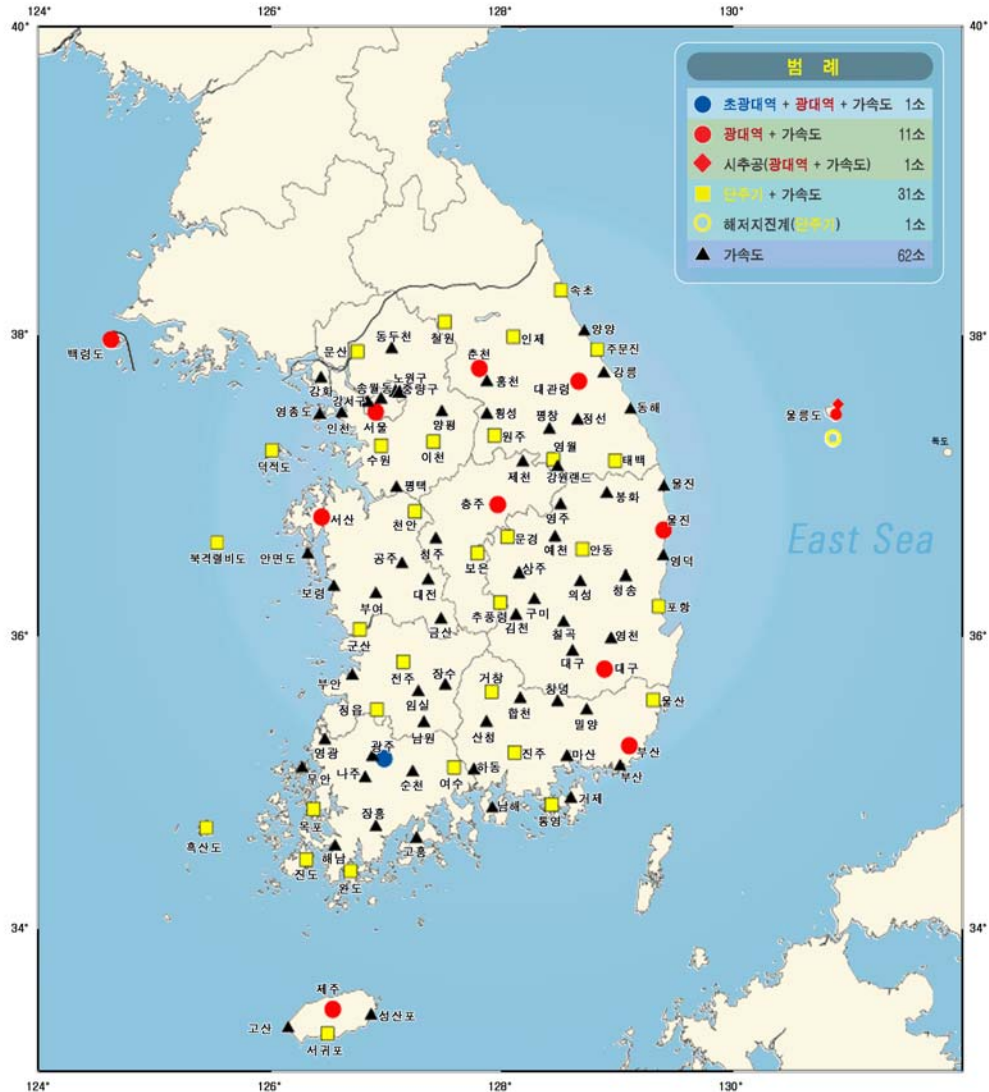 124°
126°
128°
130°
40°
40°
범 례
초광대역 + 광대역 + 가속도 1소
광대역 + 가속도 11소
시추공(광대역 + 가속도) 1소
단주기 + 가속도 31소
해저지진계(단주기) 1소
가속도 62소
속초
38°
38°
백령도
동두천
철원
인제
양양
주문진
문산
춘천
강화
송월동
노원구
중랑구
홍천
대관령
강릉
강서구
영종도
인천
서울
양평
횡성
평창
정선
동해
울릉도
독도
덕적도
수원
이천
원주
영월
태백
제천
강원랜드
평택
봉화
울진
서산
천안
충주
영주
울진
북격렬비도
안면도
공주
청주
문경
예천
안동
영덕
East Sea
보은
상주
보령
부여
대전
의성
청송
금산
추풍령
김천
구미
포항
36°
36°
군산
칠곡
영천
부안
전주
장수
거창
대구
대구
정읍
임실
합천
창녕
밀양
울산
영광
남원
산청
무안
광주
나주
순천
여수
하동
진주
마산
부산
부산
목포
장흥
남해
통영
거제
흑산도
해남
고흥
진도
완도
34°
34°
제주
고산
성산포
서귀포
124°
126°
128°
130°